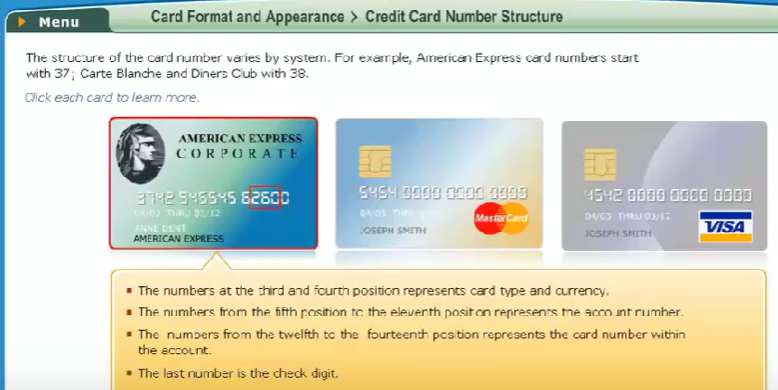 Menu
Card Format and Appearance > Credit Card Number Structure
The structure of the card number varies by system. For example, American Express card numbers start
with 37; Carte Blanche and Diners Club with 38.
Click each card to learn more.
AMERICAN EXPRESS
CORPORATE
3742 545545 62600
04/03 THRU 03/12
ANNE DENT
AMERICAN EXPRESS
5454 0000 0000 0000
04/03 THRU
MasterCard
JOSEPH SMITH
4542 0000 0000 0000
04/03 THRU 03/12
JOSEPH SMITH
VISA
▪ The numbers at the third and fourth position represents card type and currency.
▪ The numbers from the fifth position to the eleventh position represents the account number.
▪ The numbers from the twelfth to the fourteenth position represents the card number within
the account.
▪ The last number is the check digit.